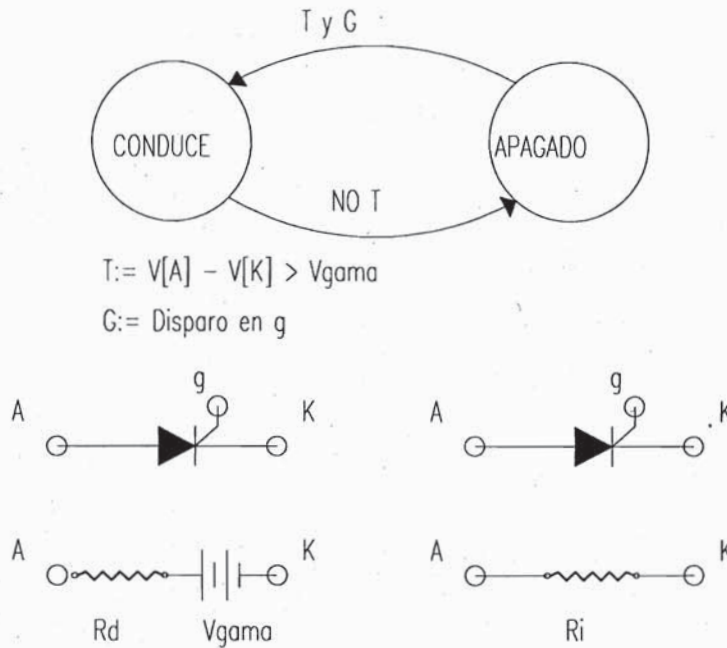 T y G
CONDUCE
APAGADO
NO T
T:= V[A] - V[K] > Vgama
G:= Disparo en g
g
g
A
K
A
K
A
K
A
K
Rd
Vgama
Ri